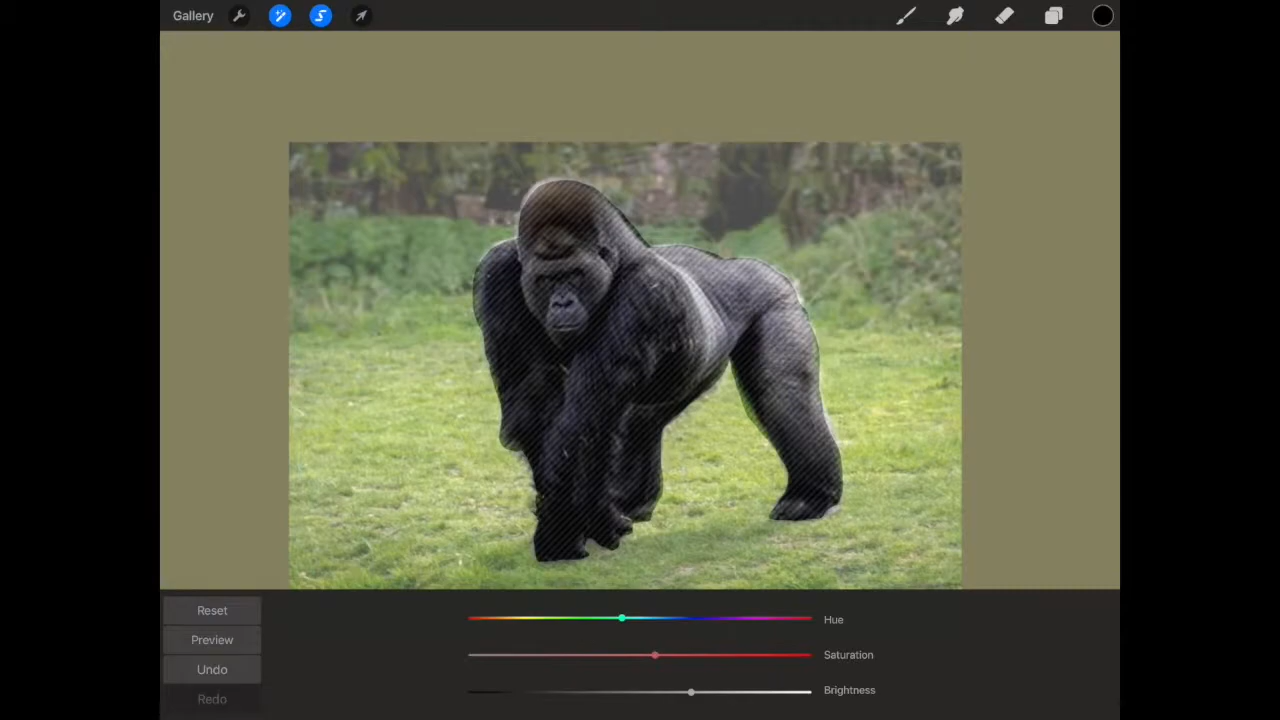 Gallery
Reset
Preview
Undo
Redo
Hue
Saturation
Brightness